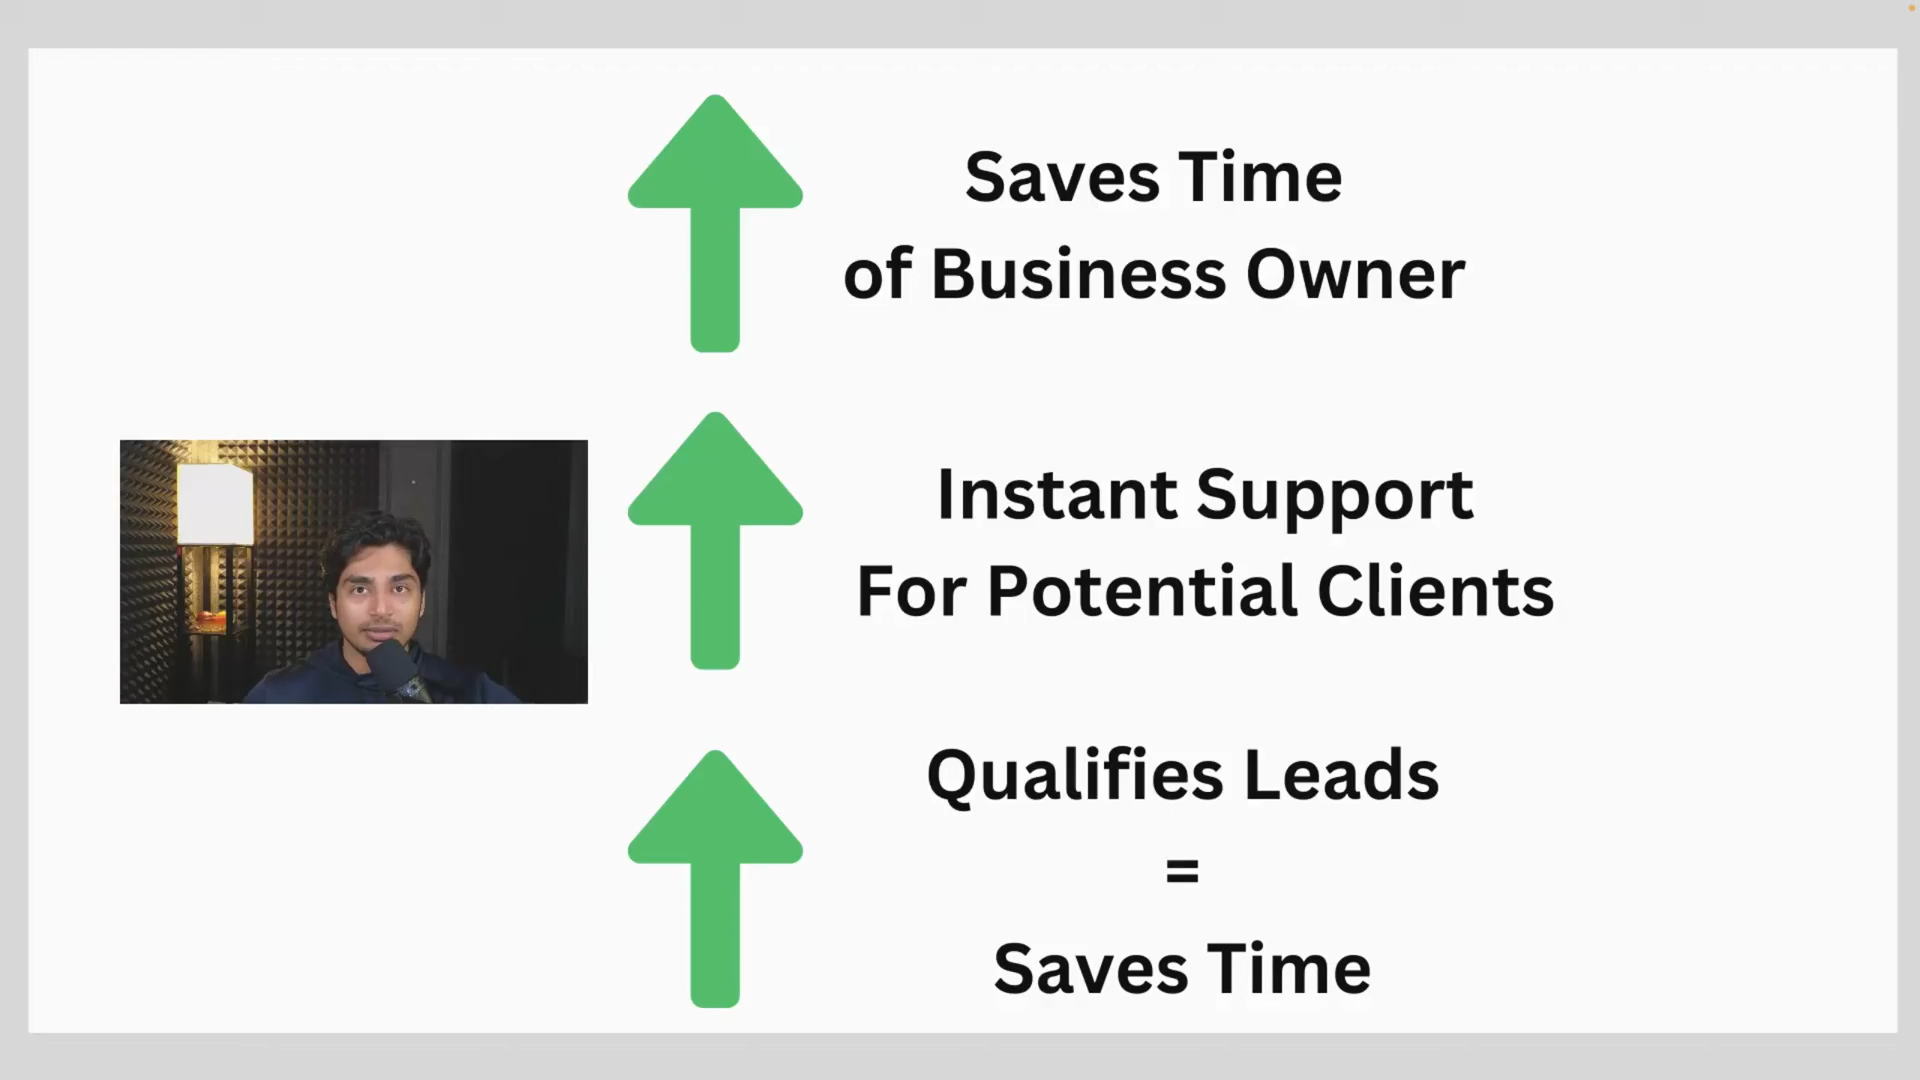 Saves Time
of Business Owner
Instant Support
For Potential Clients
Qualifies Leads
=
Saves Time